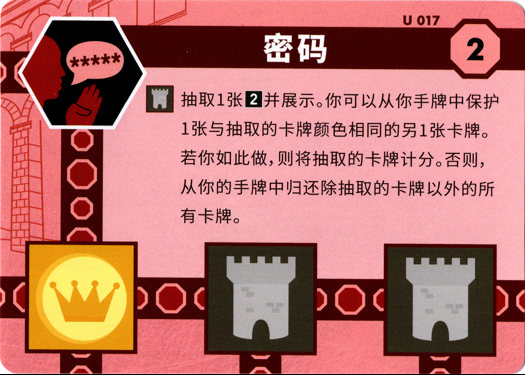 U 017
密码
2
*****
抽取1张2并展示。你可以从你手牌中保护
1张与抽取的卡牌颜色相同的另1张卡牌。
若你如此做，则将抽取的卡牌计分。否则，
从你的手牌中归还除抽取的卡牌以外的所
有卡牌。